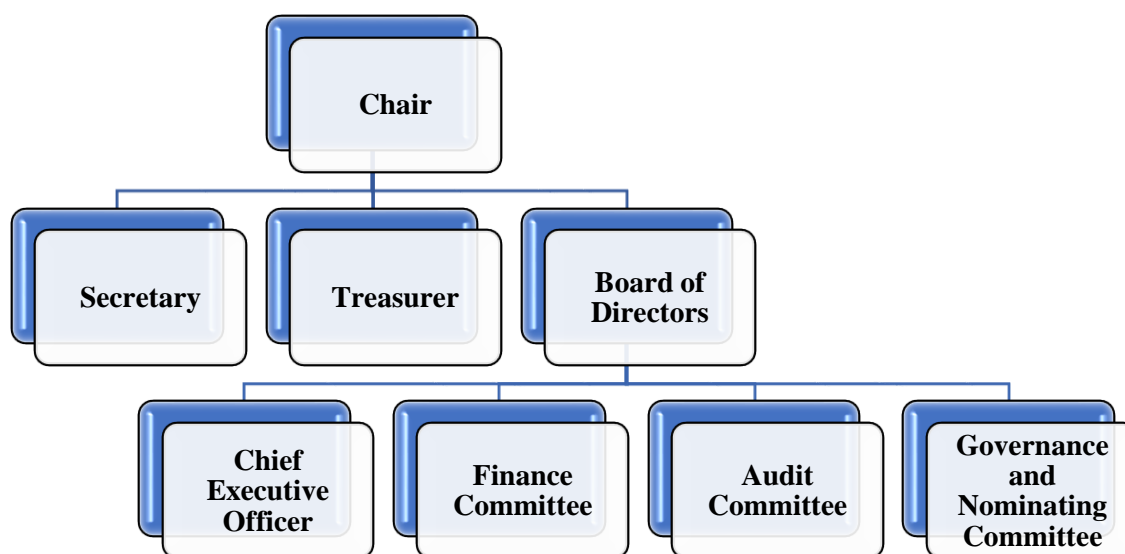 Chair
Secretary
Treasurer
Board of
Directors
Chief
Executive
Officer
Finance
Committee
Audit
Committee
Governance
and
Nominating
Committee